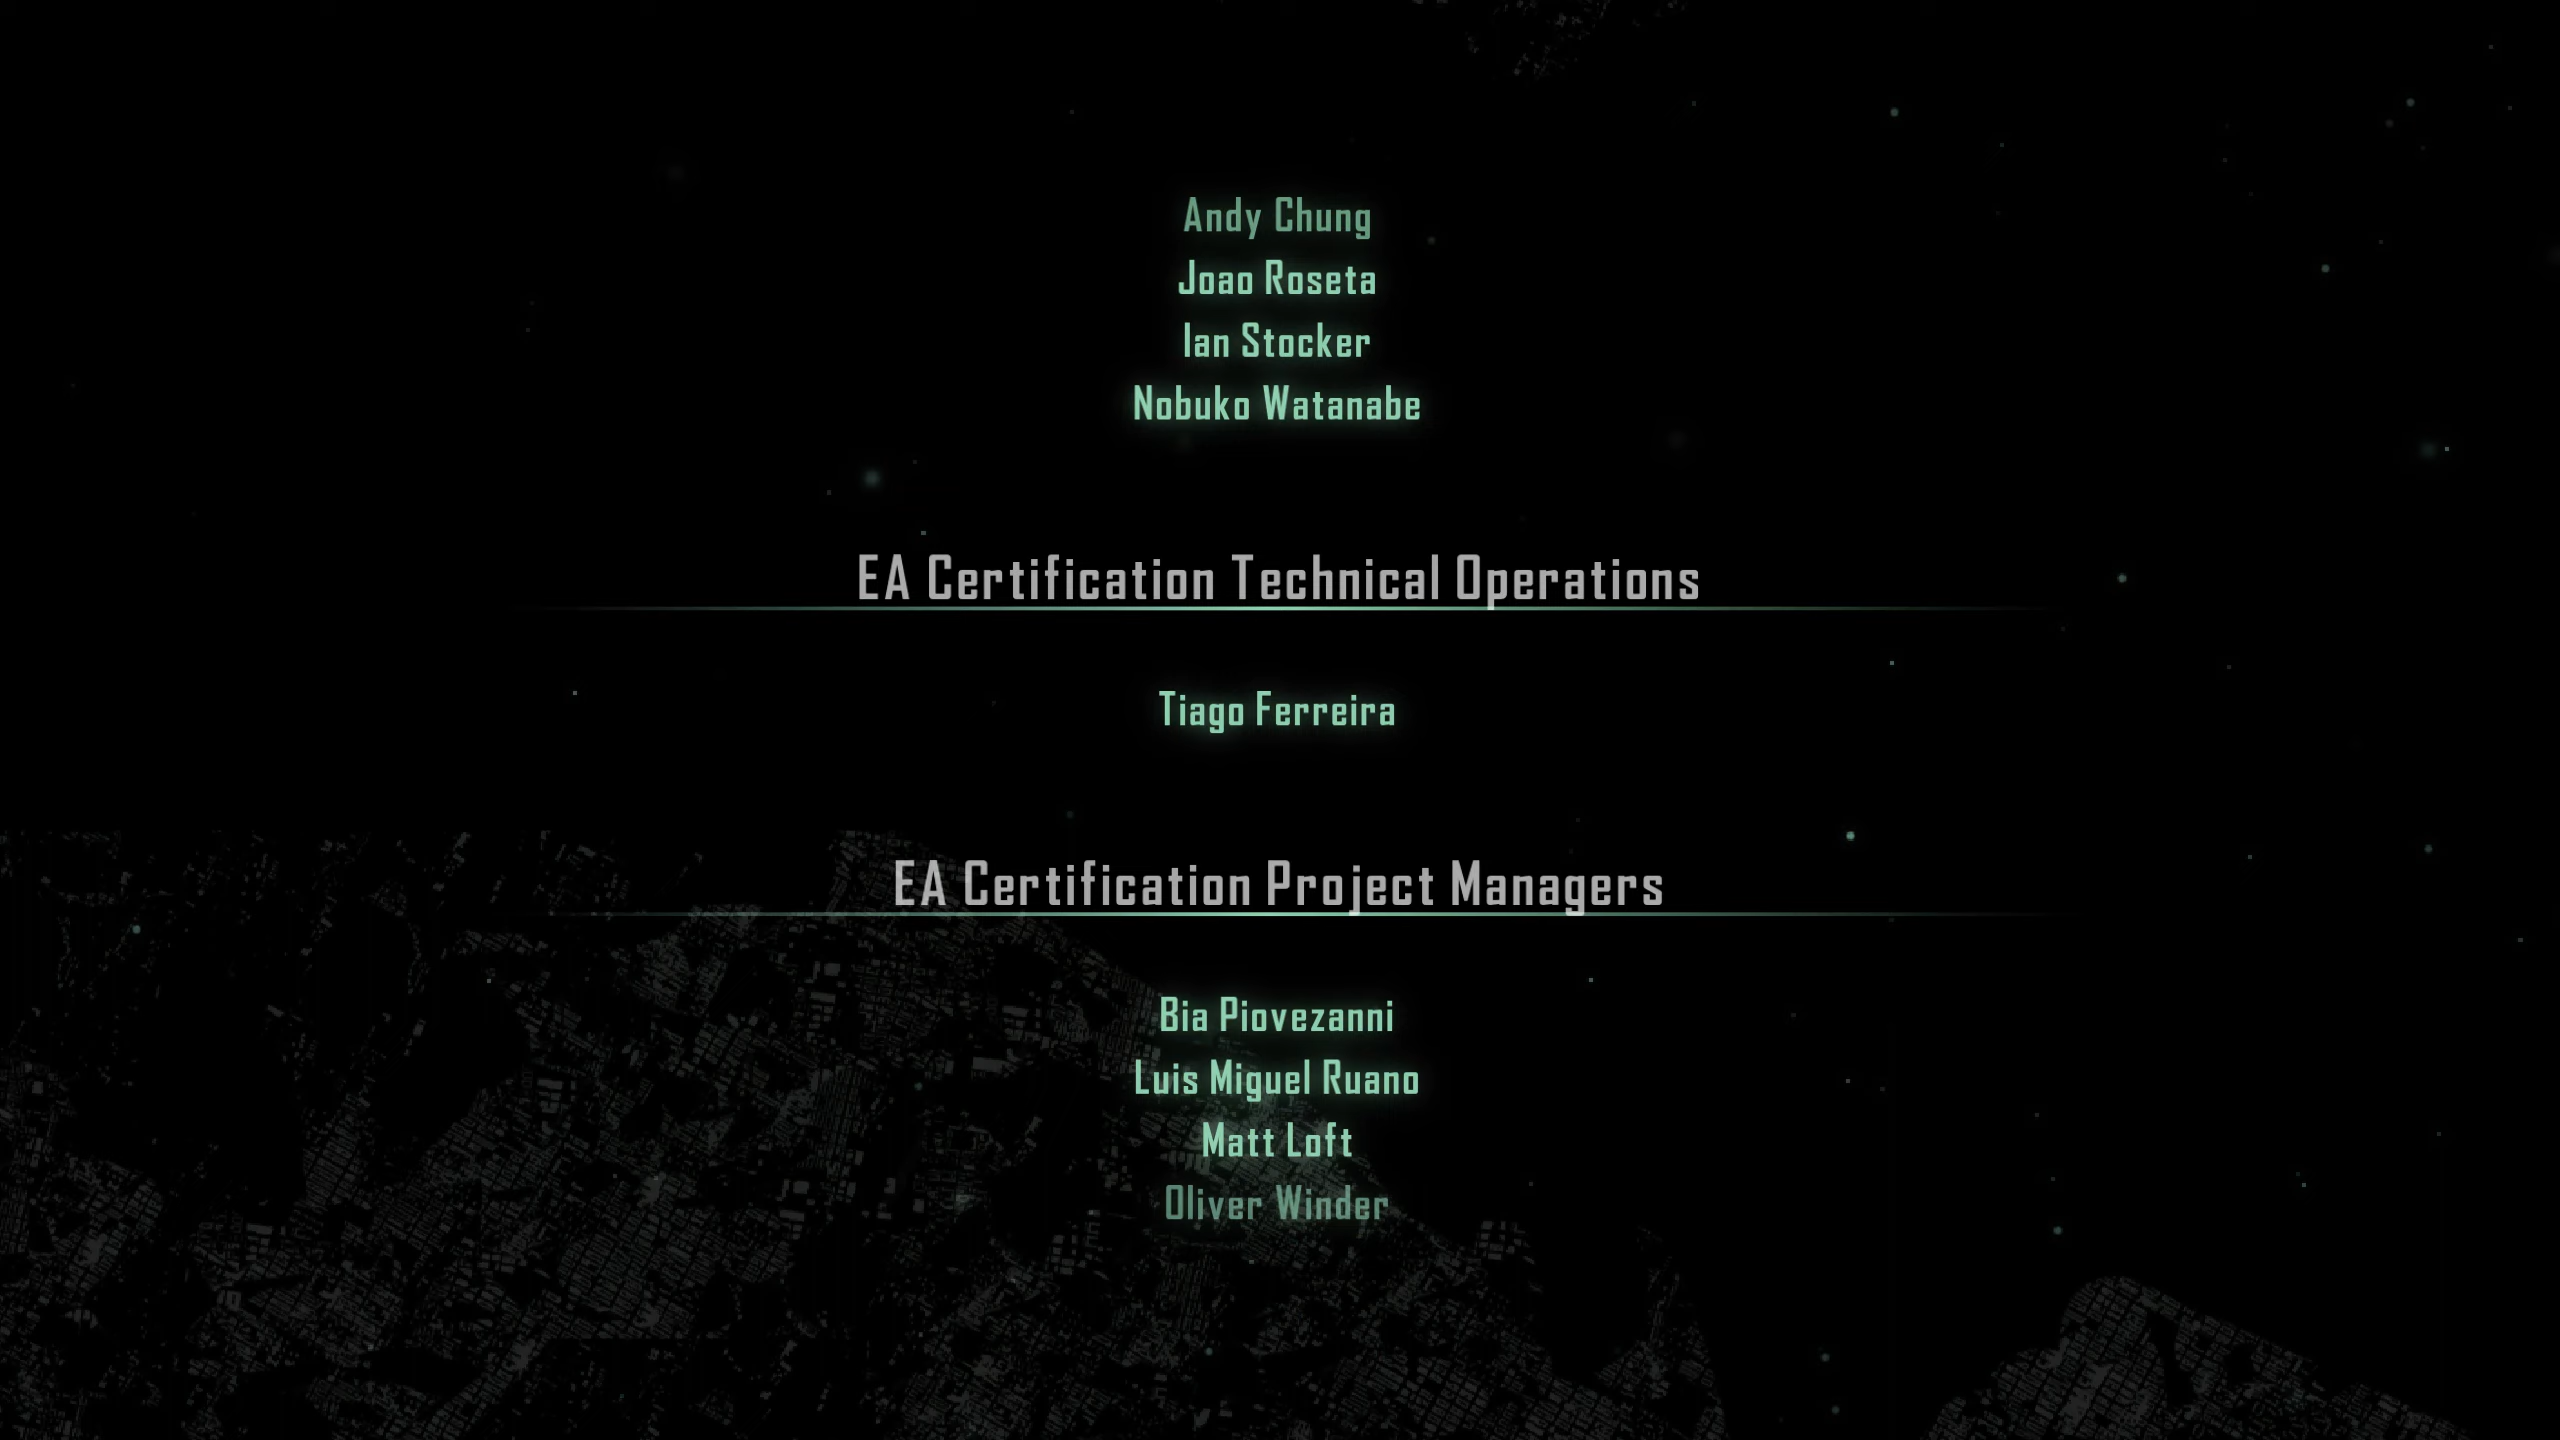 Andy Chung
Joao Roseta
Ian Stocker
Nobuko Watanabe
EA Certification Technical Operations
Tiago Ferreira
EA Certification Project Managers
Bia Piovezanni
Luis Miguel Ruano
Matt Loft
Oliver Winder